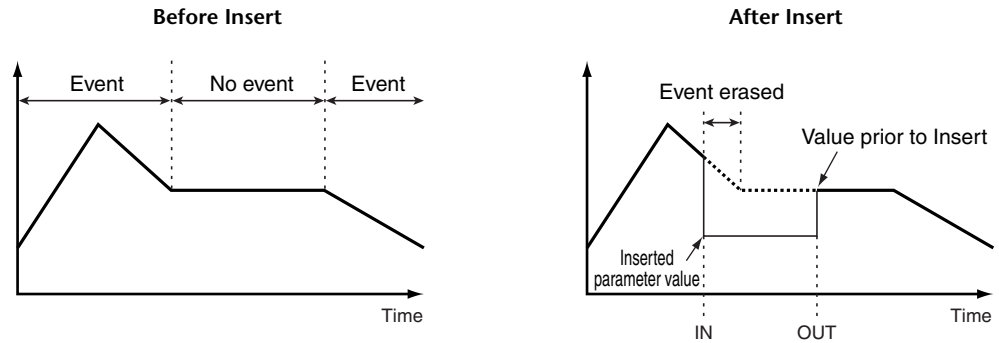 Before Insert
Event
No event
Event
Time
After Insert
Event erased
Value prior to Insert
Inserted
parameter value
Time
IN
OUT